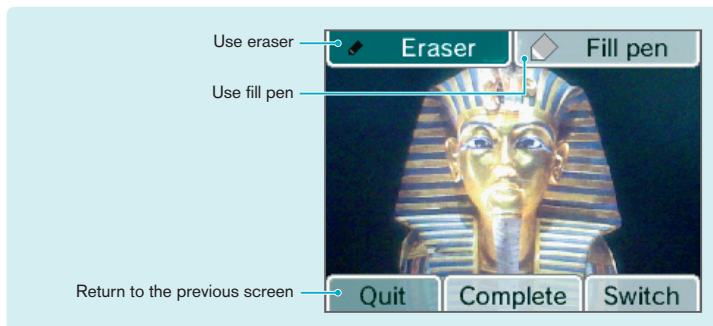 Use eraser
Eraser
Fill pen
Use fill pen
Return to the previous screen
Quit
Complete
Switch